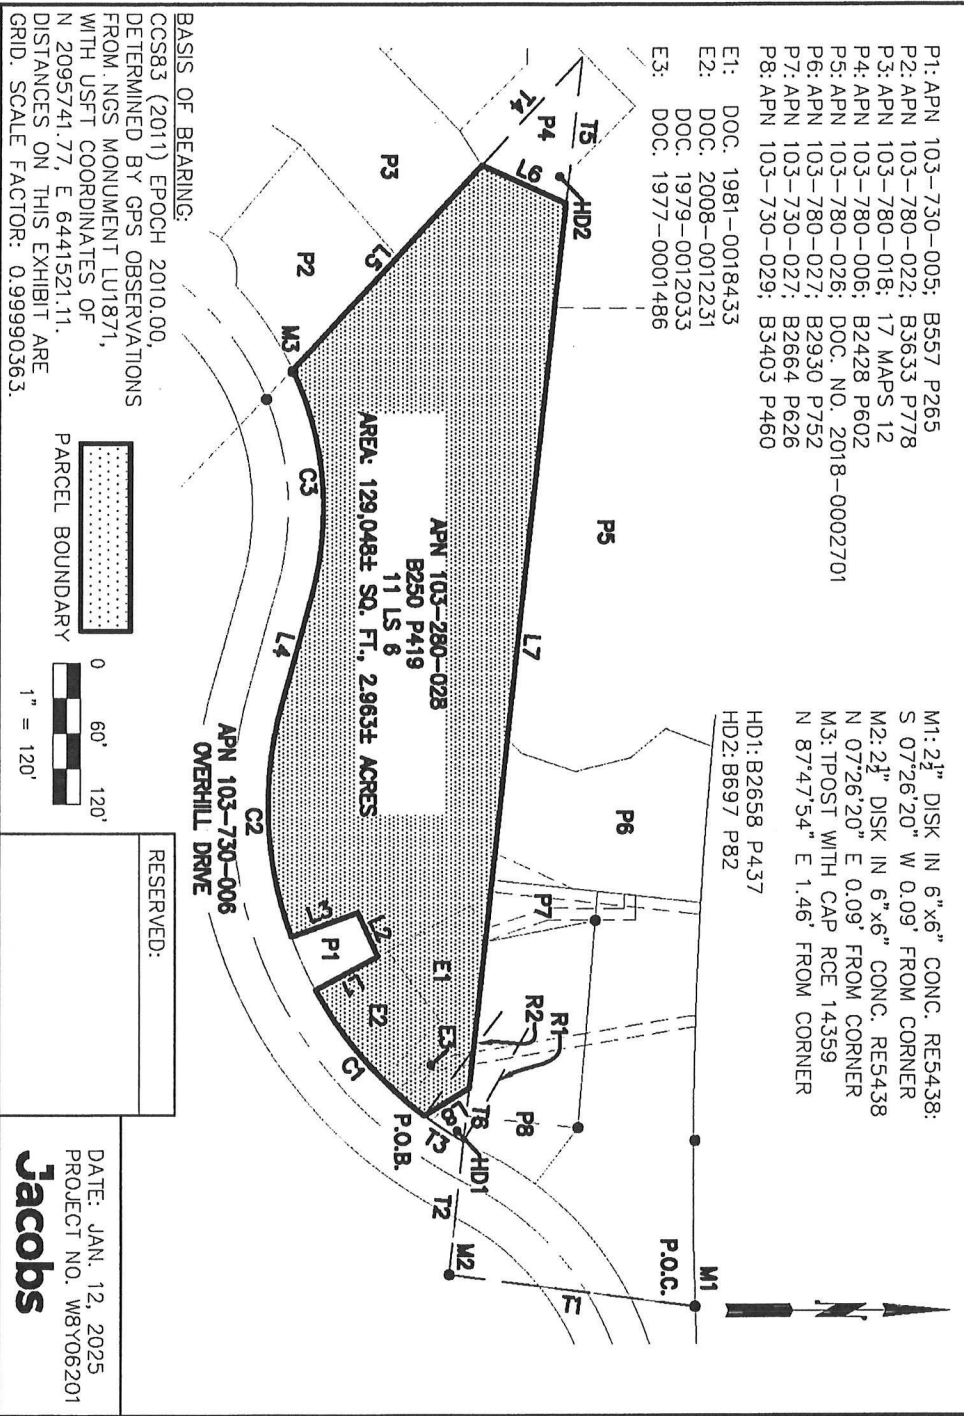 P1: APN 103-730-005; B557 P265
P2: APN 103-780-022; B3633 P778
P3: APN 103-780-018; 17 MAPS 12
P4: APN 103-780-006; B2428 P602
P5: APN 103-780-026; DOC. NO. 2018-0002701
P6: APN 103-780-027; B2930 P752
P7: APN 103-730-027; B2664 P626
P8: APN 103-730-029; B3403 P460
E1: DOC. 1981-0018433
E2: DOC. 2008-0012231
DOC. 1979-0012033
E3: DOC. 1977-0001486
M1: 2½" DISK IN 6"x6" CONC. RE5438:
S 07°26'20" W 0.09' FROM CORNER
M2: 2½" DISK IN 6"x6" CONC. RE5438
N 07°26'20" E 0.09' FROM CORNER
M3: TPOST WITH CAP RCE 14359
N 87°47'54" E 1.46' FROM CORNER
HD1: B2658 P437
HD2: B697 P82
T5
T4
P4
L6
HD2
P3
L5
P2
M3
P5
L7
P6
P7
R1
R2
P8
M1
P.O.C.
T1
M2
T2
HD1
T6
T3
L8
P.O.B.
APN 103-280-028
B250 P419
11 LS 6
AREA: 129,048± SQ. FT., 2.963± ACRES
E1
E2
E3
C3
L4
C2
L3
L2
P1
L1
C1
APN 103-730-006
OVERHILL DRIVE
BASIS OF BEARING:
CCS83 (2011) EPOCH 2010.00,
DETERMINED BY GPS OBSERVATIONS
FROM NGS MONUMENT LU1871,
WITH USFT COORDINATES OF
N 2095741.77, E 6441521.11.
DISTANCES ON THIS EXHIBIT ARE
GRID. SCALE FACTOR: 0.999990363.
PARCEL BOUNDARY
0 60' 120'
1" = 120'
RESERVED:
DATE: JAN. 12, 2025
PROJECT NO. W8Y06201
Jacobs